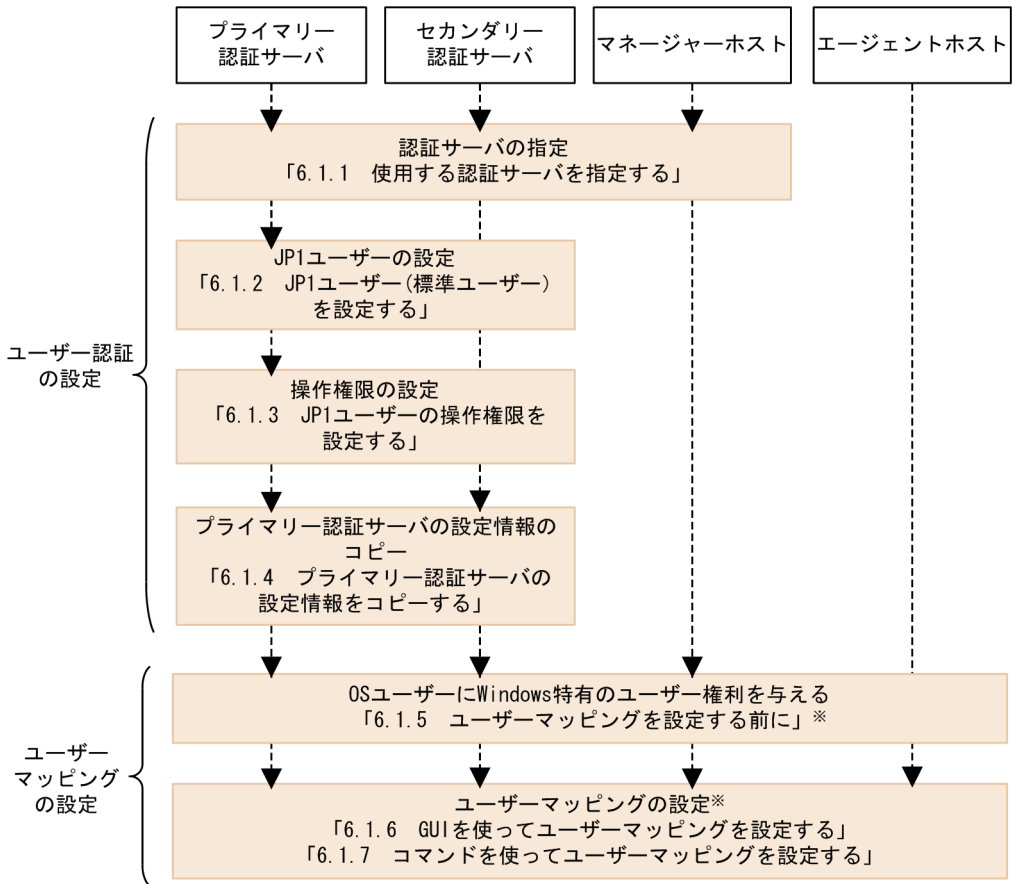 プライマリー
認証サーバ
セカンダリー
認証サーバ
マネージャーホスト
エージェントホスト
認証サーバの指定
「6.1.1　使用する認証サーバを指定する」
JP1ユーザーの設定
「6.1.2　JP1ユーザー(標準ユーザー)
を設定する」
ユーザー認証
の設定
操作権限の設定
「6.1.3　JP1ユーザーの操作権限を
設定する」
プライマリー認証サーバの設定情報の
コピー
「6.1.4　プライマリー認証サーバの
設定情報をコピーする」
OSユーザーにWindows特有のユーザー権利を与える
「6.1.5　ユーザーマッピングを設定する前に」※
ユーザー
マッピング
の設定
ユーザーマッピングの設定※
「6.1.6　GUIを使ってユーザーマッピングを設定する」
「6.1.7　コマンドを使ってユーザーマッピングを設定する」